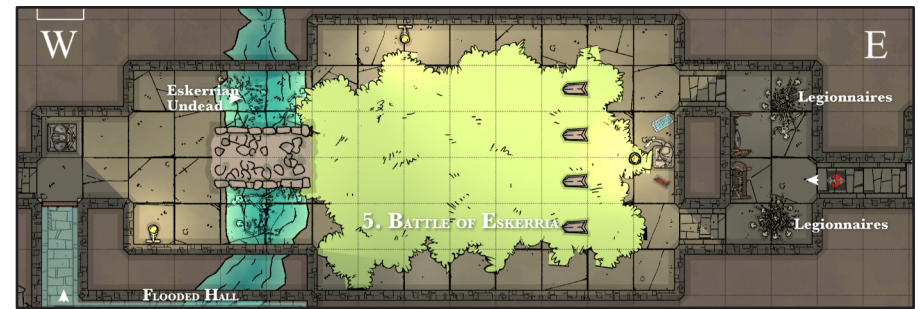 W
E
Eskerrian
Undead
Legionnaires
+3
5. Battle of Eskerria
Legionnaires
Flooded Hall